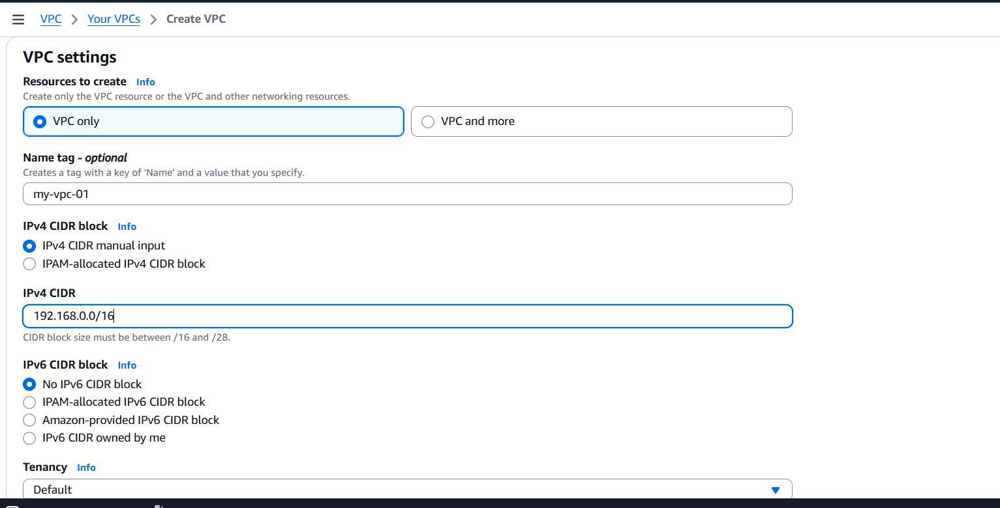 VPC > Your VPCs > Create VPC
VPC settings
Resources to create Info
Create only the VPC resource or the VPC and other networking resources.
VPC only
VPC and more
Name tag - optional
Creates a tag with a key of 'Name' and a value that you specify.
my-vpc-01
IPv4 CIDR block Info
IPv4 CIDR manual input
IPAM-allocated IPv4 CIDR block
IPv4 CIDR
192.168.0.0/16
CIDR block size must be between /16 and /28.
IPv6 CIDR block Info
No IPv6 CIDR block
IPAM-allocated IPv6 CIDR block
Amazon-provided IPv6 CIDR block
IPv6 CIDR owned by me
Tenancy Info
Default